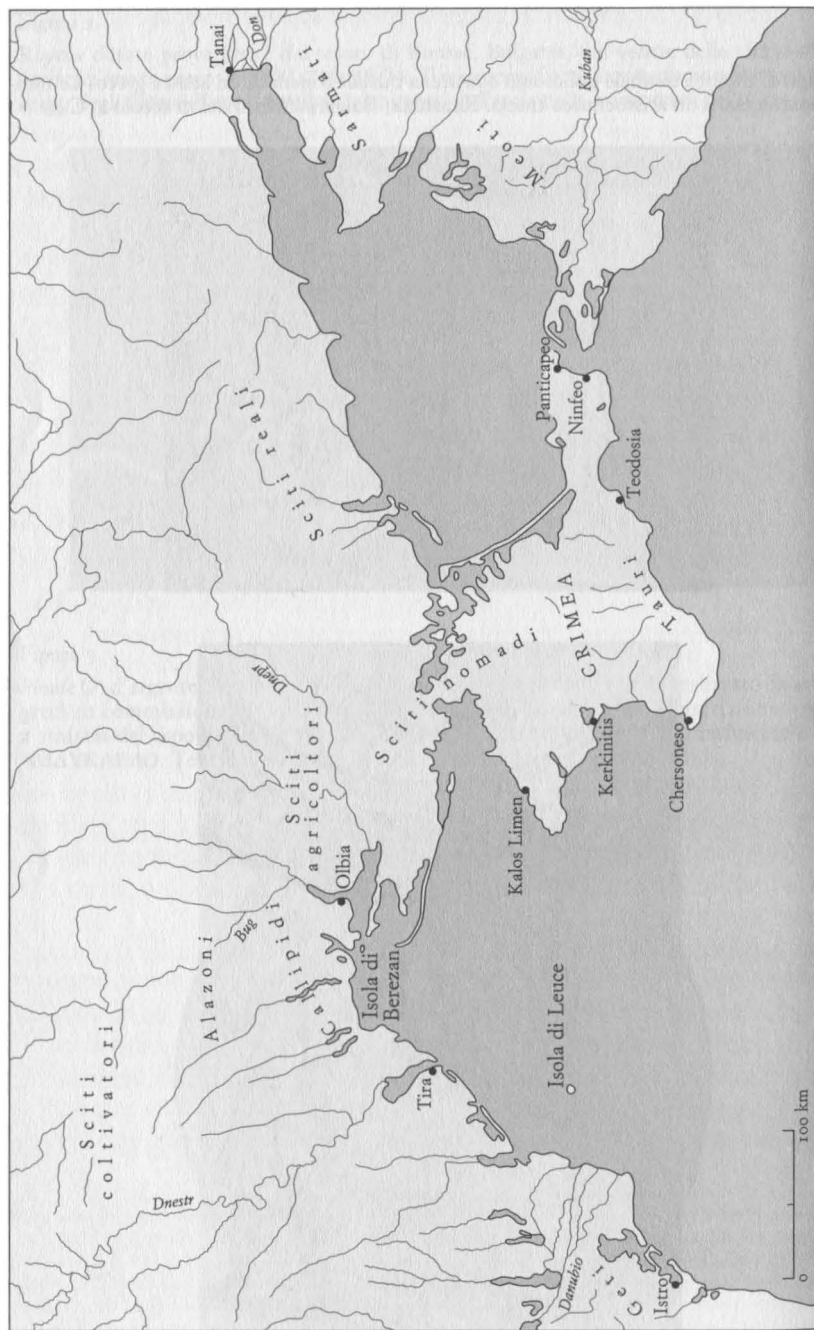 Tanai
Don
Sarmati
Kuban
Meoti
Sciti reali
Panticapeo
Ninfeo
Teodosia
Dnepr
Sciti nomadi
CRIMEA
Tauri
Sciti
agricoltori
Olbia
Kerkinitis
Chersoneso
Kalos Limen
Bug
Alazoni
Callipidi
Isola di
Berezan
Isola di Leuce
Sciti
coltivatori
Tira
Dnestr
Danubio
Geti
Istro
0
100 km